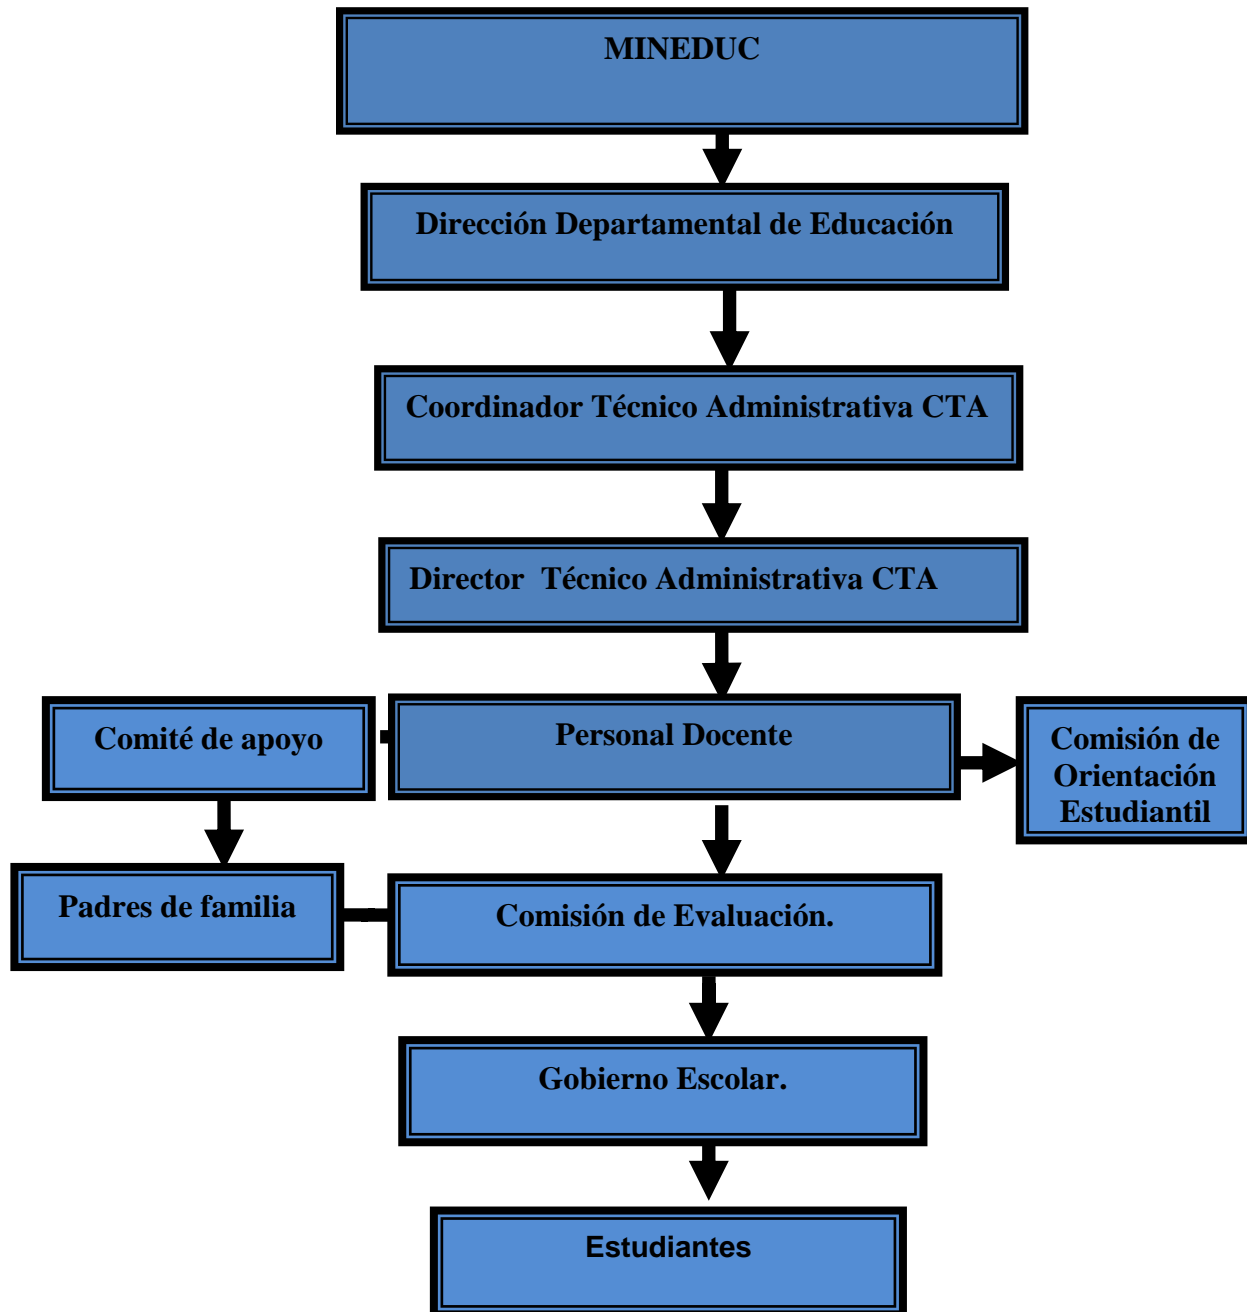 MINEDUC
Dirección Departamental de Educación
Coordinador Técnico Administrativa CTA
Director  Técnico Administrativa CTA
Comité de apoyo
Personal Docente
Comisión de
Orientación
Estudiantil
Padres de familia
Comisión de Evaluación.
Gobierno Escolar.
Estudiantes